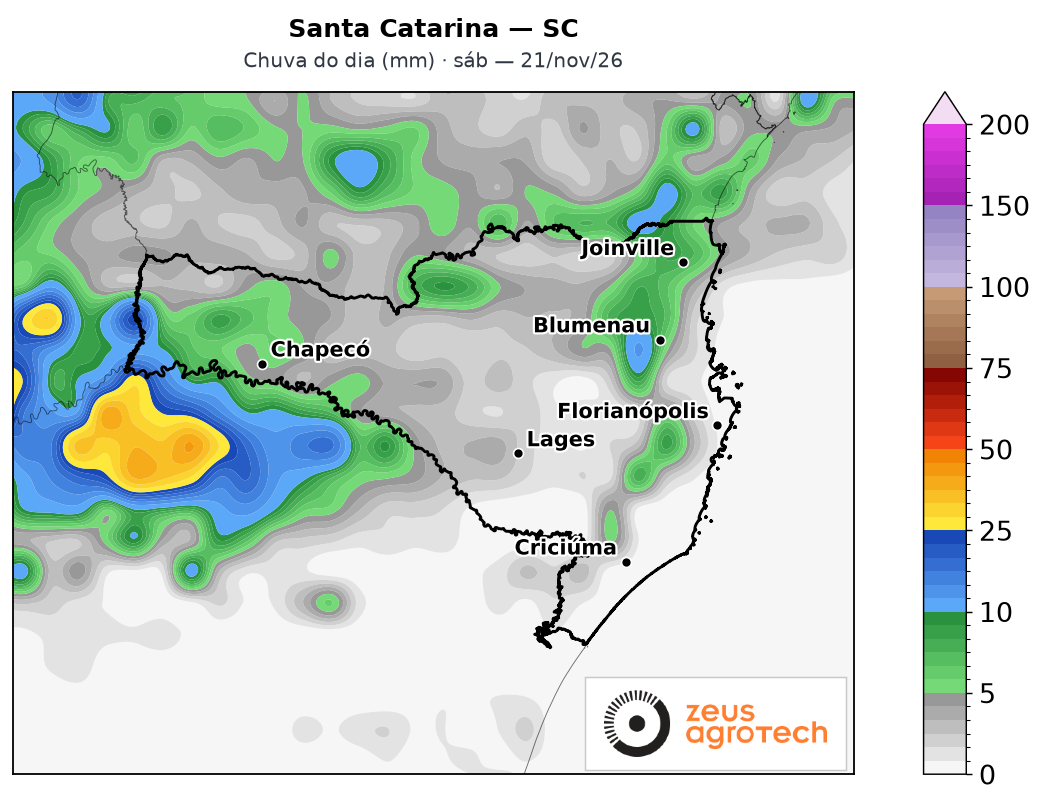 Santa Catarina — SC
Chuva do dia (mm) · sáb — 21/nov/26
Joinville
Blumenau
Chapecó
Florianópolis
Lages
Criciúma
zeus
agrotech
200
150
100
75
50
25
10
5
0